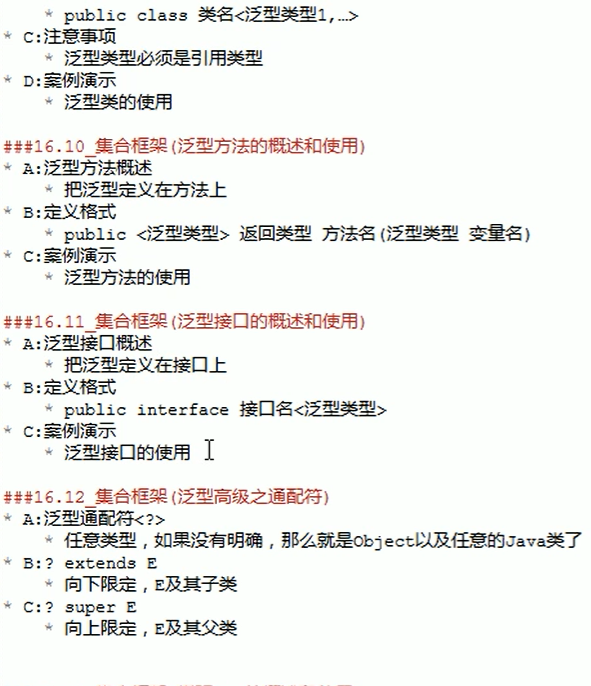 * public class 类名<泛型类型1,…>
* C:注意事项
* 泛型类型必须是引用类型
* D:案例演示
* 泛型类的使用
###16.10_集合框架(泛型方法的概述和使用)
* A:泛型方法概述
* 把泛型定义在方法上
* B:定义格式
* public <泛型类型> 返回类型 方法名(泛型类型 变量名)
* C:案例演示
* 泛型方法的使用
###16.11_集合框架(泛型接口的概述和使用)
* A:泛型接口概述
* 把泛型定义在接口上
* B:定义格式
* public interface 接口名<泛型类型>
* C:案例演示
* 泛型接口的使用
###16.12_集合框架(泛型高级之通配符)
* A:泛型通配符<?>
* 任意类型，如果没有明确，那么就是Object以及任意的Java类了
* B:? extends E
* 向下限定，E及其子类
* C:? super E
* 向上限定，E及其父类